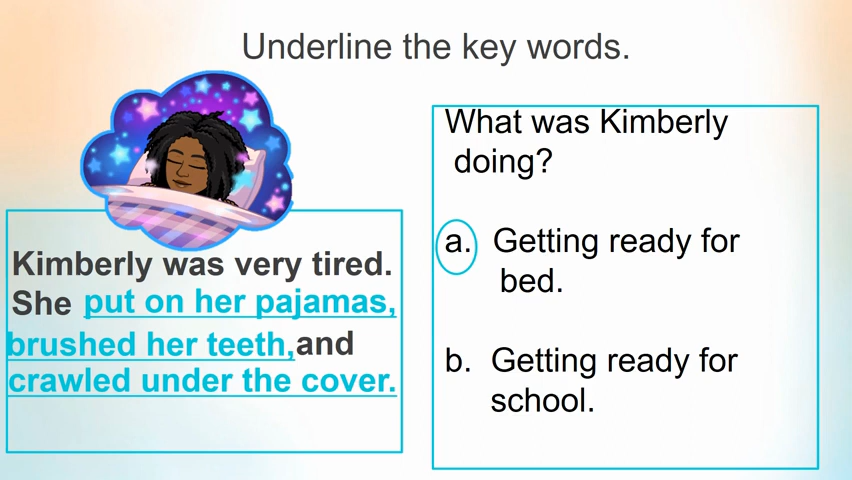 Underline the key words.
Kimberly was very tired.
She put on her pajamas,
brushed her teeth,and
crawled under the cover.
What was Kimberly
doing?
a. Getting ready for
bed.
b. Getting ready for
school.